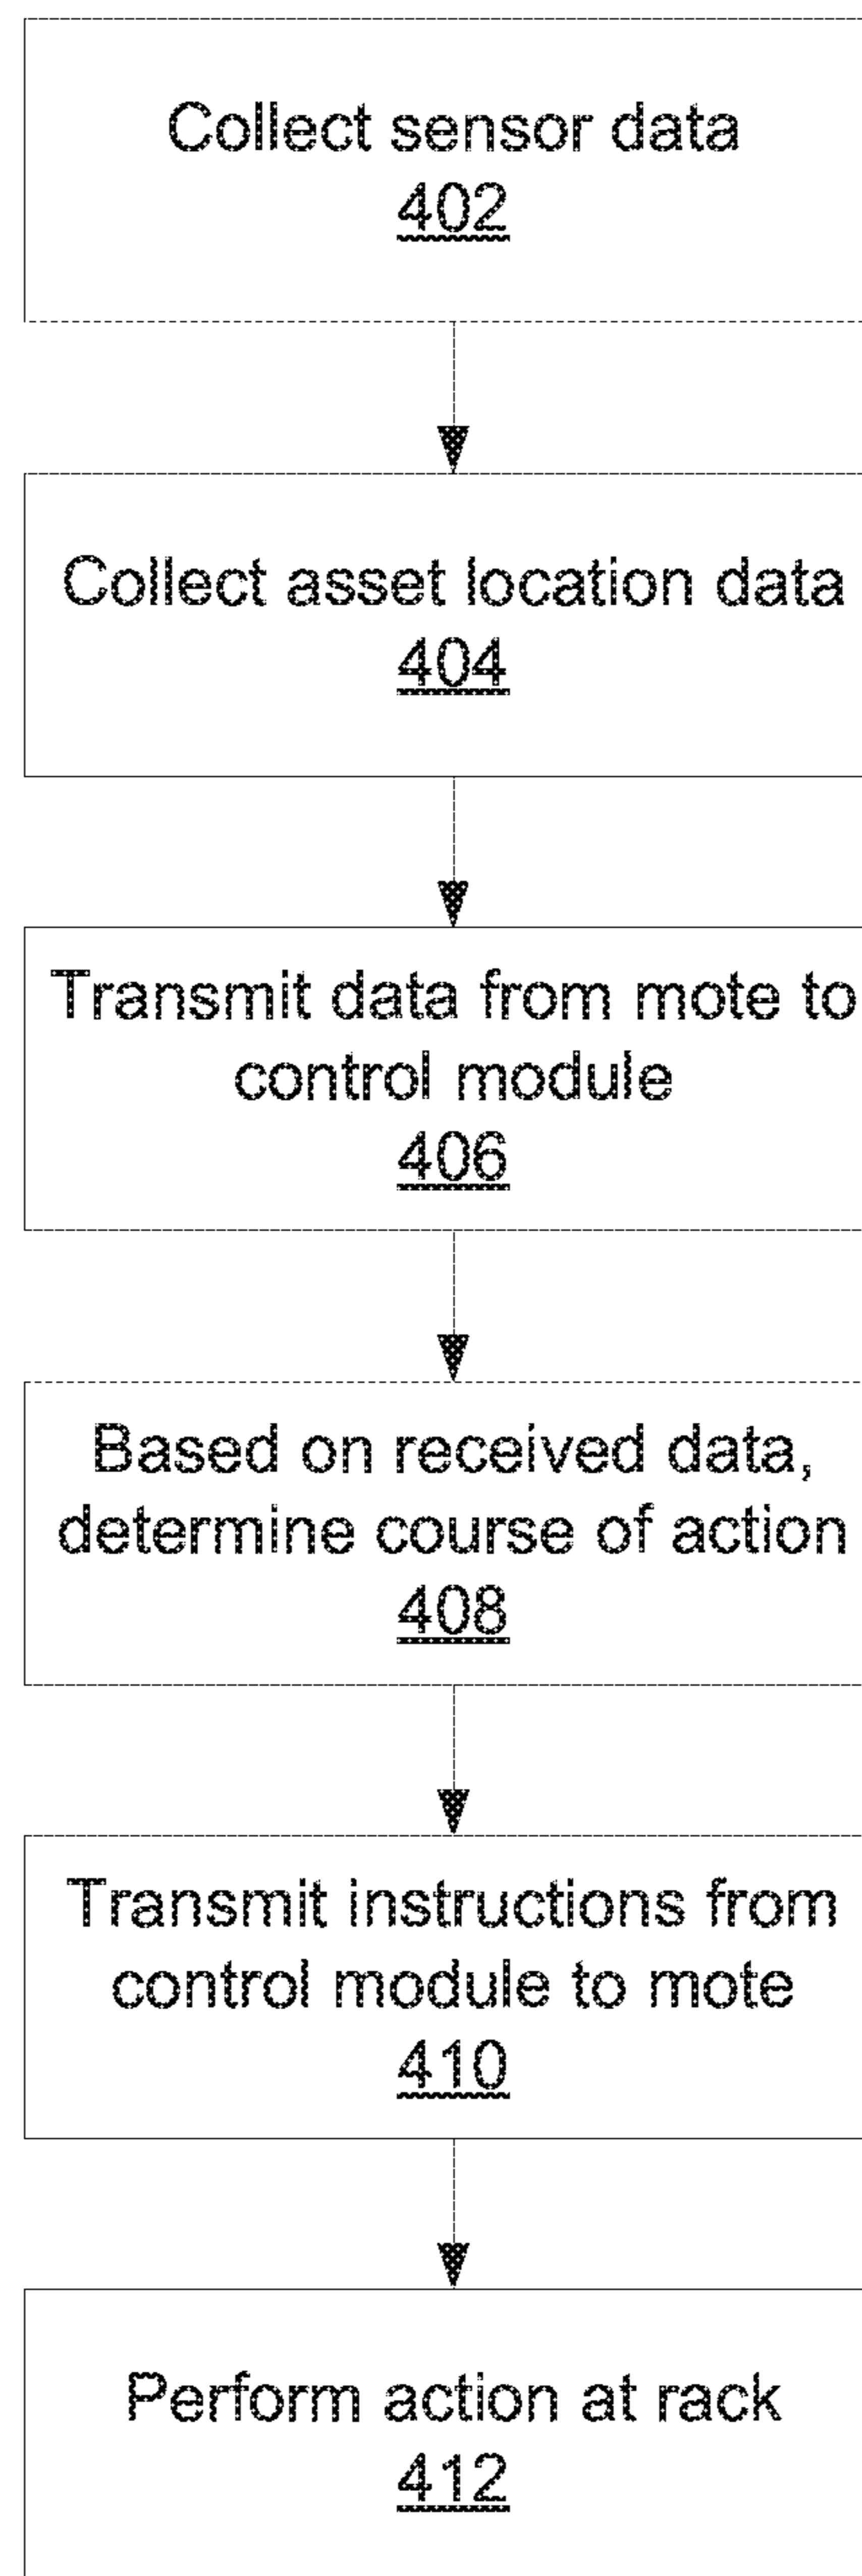 Collect sensor data
402
Collect asset location data
404
Transmit data from mote to
control module
406
Based on received data,
determine course of action
408
Transmit instructions from
control module to mote
410
Perform action at rack
412